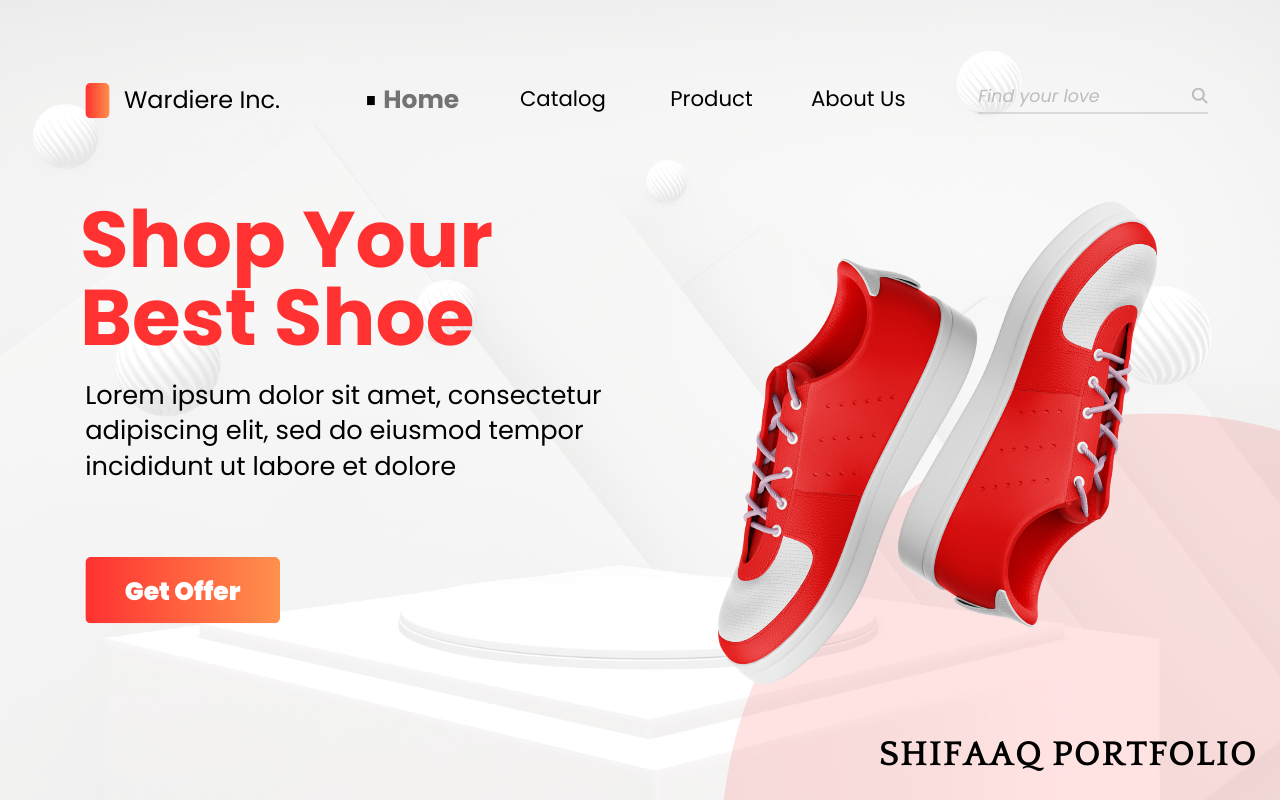 Wardiere Inc.
Home
Catalog
Product
About Us
Find your love
Shop Your
Best Shoe
Lorem ipsum dolor sit amet, consectetur
adipiscing elit, sed do eiusmod tempor
incididunt ut labore et dolore
Get Offer
SHIFAAQ PORTFOLIO